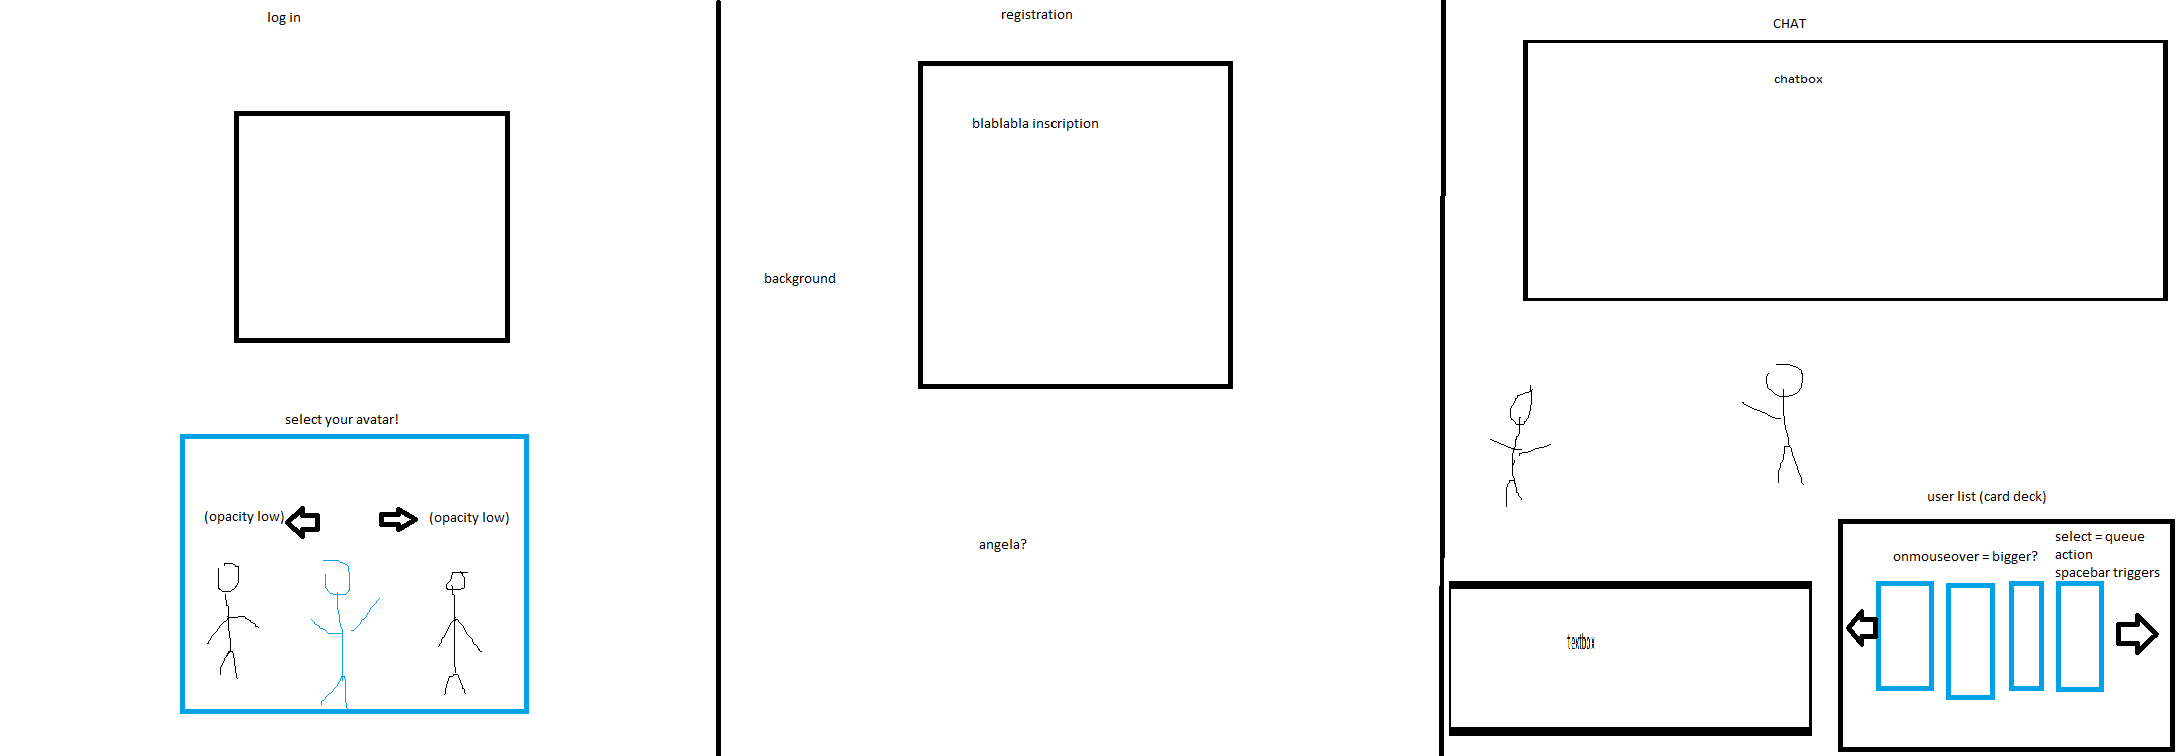 log in
select your avatar!
(opacity low)
(opacity low)
registration
blablabla inscription
background
angela?
CHAT
chatbox
user list (card deck)
onmouseover = bigger?
select = queue
action
spacebar triggers
textbox